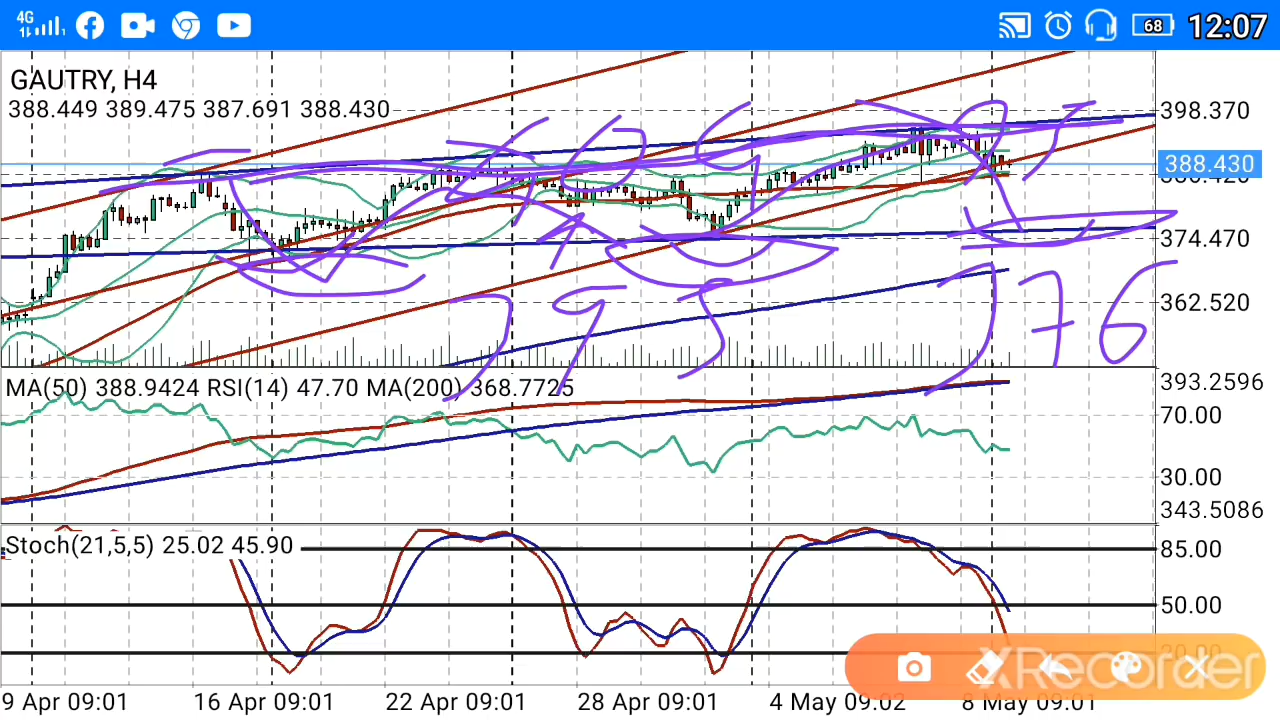 4G 68 12:07
GAUTRY, H4
388.449 389.475 387.691 388.430
398.370
388.430
374.470
362.520
395
376
MA(50) 388.9424 RSI(14) 47.70 MA(200) 368.7725
393.2596
70.00
30.00
343.5086
Stoch(21,5,5) 25.02 45.90
85.00
50.00
20.00
XRecorder
9 Apr 09:01 16 Apr 09:01 22 Apr 09:01 28 Apr 09:01 4 May 09:02 8 May 09:01